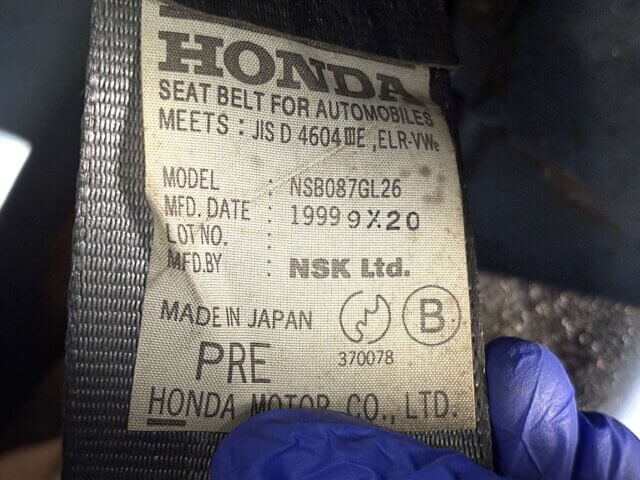 HONDA
SEAT BELT FOR AUTOMOBILES
MEETS : JIS D 4604 III E , ELR-VWe
MODEL : NSB087GL26
MFD. DATE : 1999 9 X 20
LOT NO. :
MFD.BY : NSK Ltd.
MADE IN JAPAN
B
370078
PRE
HONDA MOTOR CO., LTD.